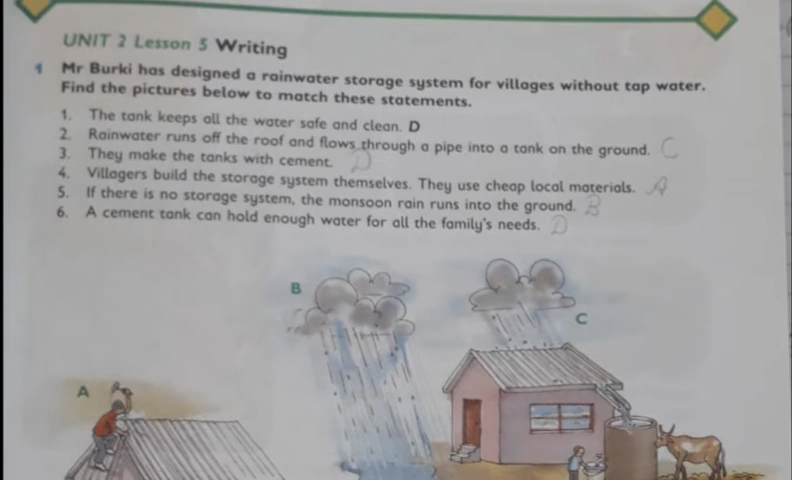 UNIT 2 Lesson 5 Writing
1 Mr Burki has designed a rainwater storage system for villages without tap water.
Find the pictures below to match these statements.
1. The tank keeps all the water safe and clean. D
2. Rainwater runs off the roof and flows through a pipe into a tank on the ground. C
3. They make the tanks with cement. D
4. Villagers build the storage system themselves. They use cheap local materials. A
5. If there is no storage system, the monsoon rain runs into the ground. B
6. A cement tank can hold enough water for all the family's needs. D
B
C
A